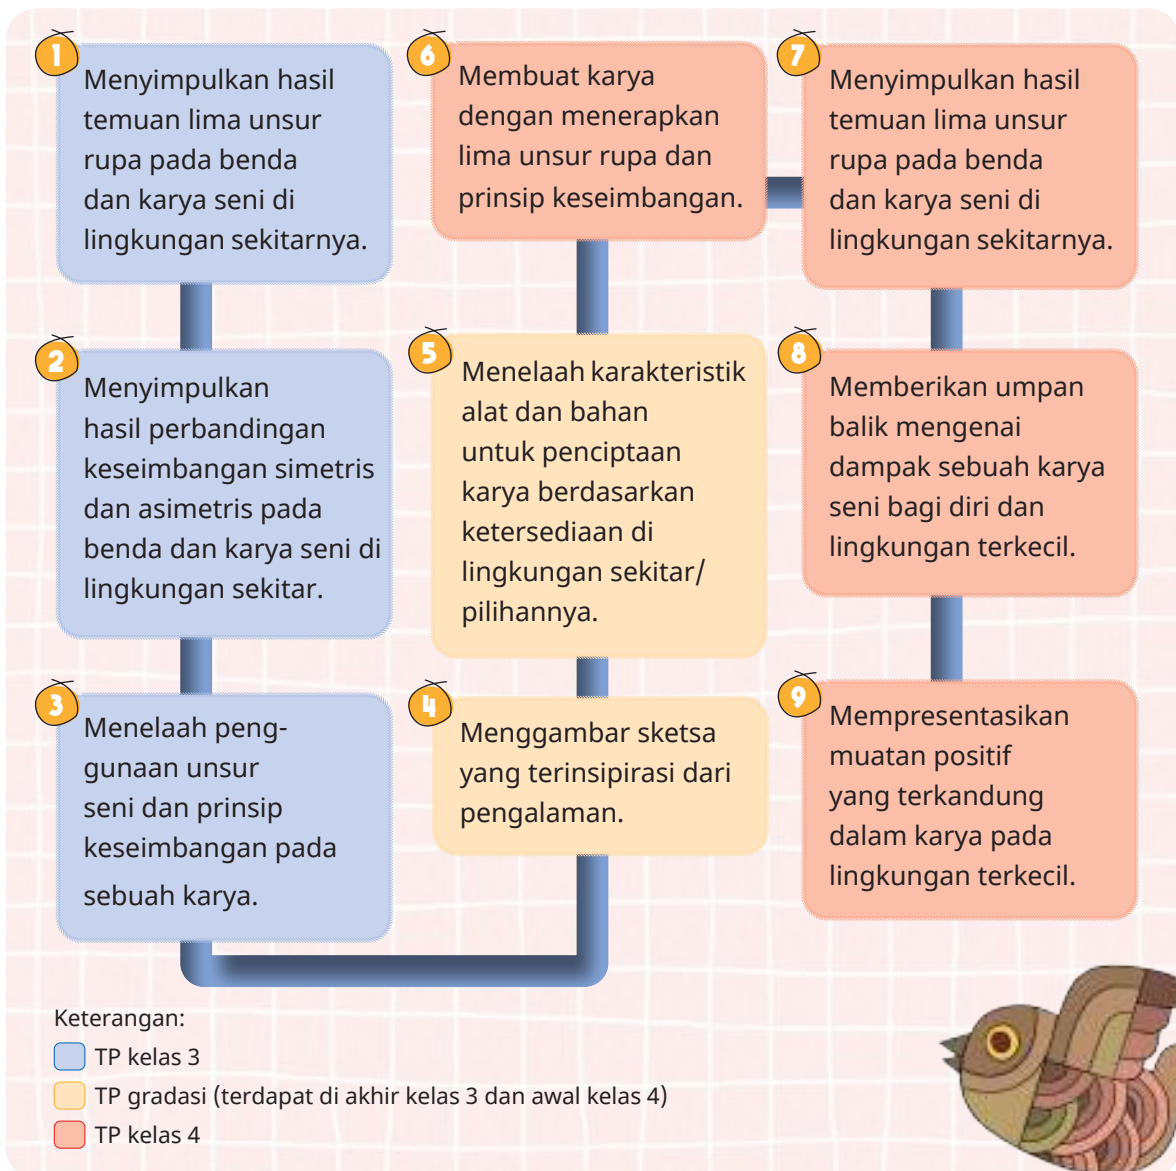 1
Menyimpulkan hasil
temuan lima unsur
rupa pada benda
dan karya seni di
lingkungan sekitarnya.
2
Menyimpulkan
hasil perbandingan
keseimbangan simetris
dan asimetris pada
benda dan karya seni di
lingkungan sekitar.
3
Menelaah peng-
gunaan unsur
seni dan prinsip
keseimbangan pada
sebuah karya.
4
Menggambar sketsa
yang terinsipirasi dari
pengalaman.
5
Menelaah karakteristik
alat dan bahan
untuk penciptaan
karya berdasarkan
ketersediaan di
lingkungan sekitar/
pilihannya.
6
Membuat karya
dengan menerapkan
lima unsur rupa dan
prinsip keseimbangan.
7
Menyimpulkan hasil
temuan lima unsur
rupa pada benda
dan karya seni di
lingkungan sekitarnya.
8
Memberikan umpan
balik mengenai
dampak sebuah karya
seni bagi diri dan
lingkungan terkecil.
9
Mempresentasikan
muatan positif
yang terkandung
dalam karya pada
lingkungan terkecil.
Keterangan:
TP kelas 3
TP gradasi (terdapat di akhir kelas 3 dan awal kelas 4)
TP kelas 4